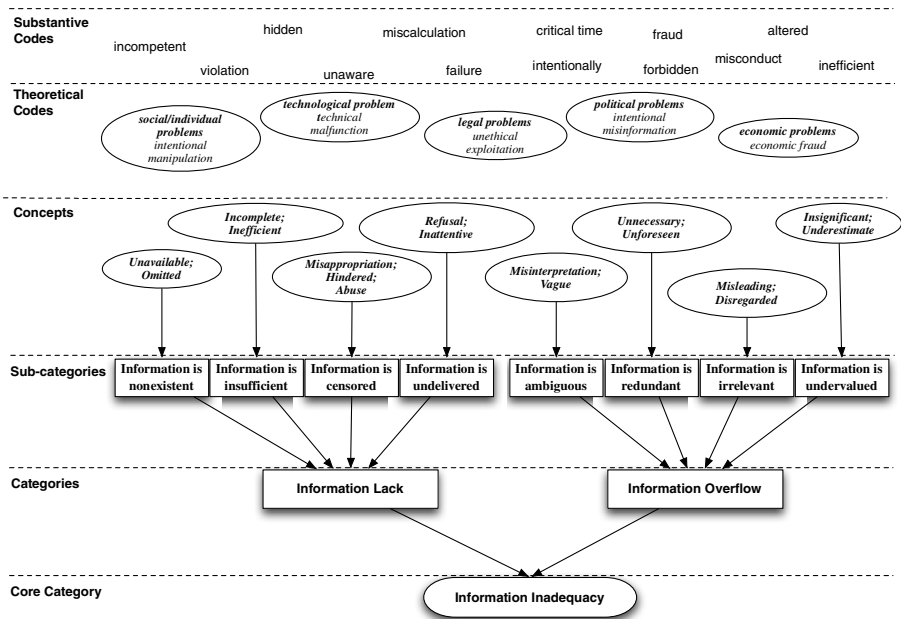 Substantive
Codes
hidden
miscalculation
critical time
fraud
altered
incompetent
violation
unaware
failure
intentionally
forbidden
misconduct
inefficient
Theoretical
Codes
social/individual
problems
intentional
manipulation
technological problem
technical
malfunction
legal problems
unethical
exploitation
political problems
intentional
misinformation
economic problems
economic fraud
Concepts
Unavailable;
Omitted
Incomplete;
Inefficient
Misappropriation;
Hindered;
Abuse
Refusal;
Inattentive
Misinterpretation;
Vague
Unnecessary;
Unforeseen
Misleading;
Disregarded
Insignificant;
Underestimate
Sub-categories
Information is
nonexistent
Information is
insufficient
Information is
censored
Information is
undelivered
Information is
ambiguous
Information is
redundant
Information is
irrelevant
Information is
undervalued
Categories
Information Lack
Information Overflow
Core Category
Information Inadequacy